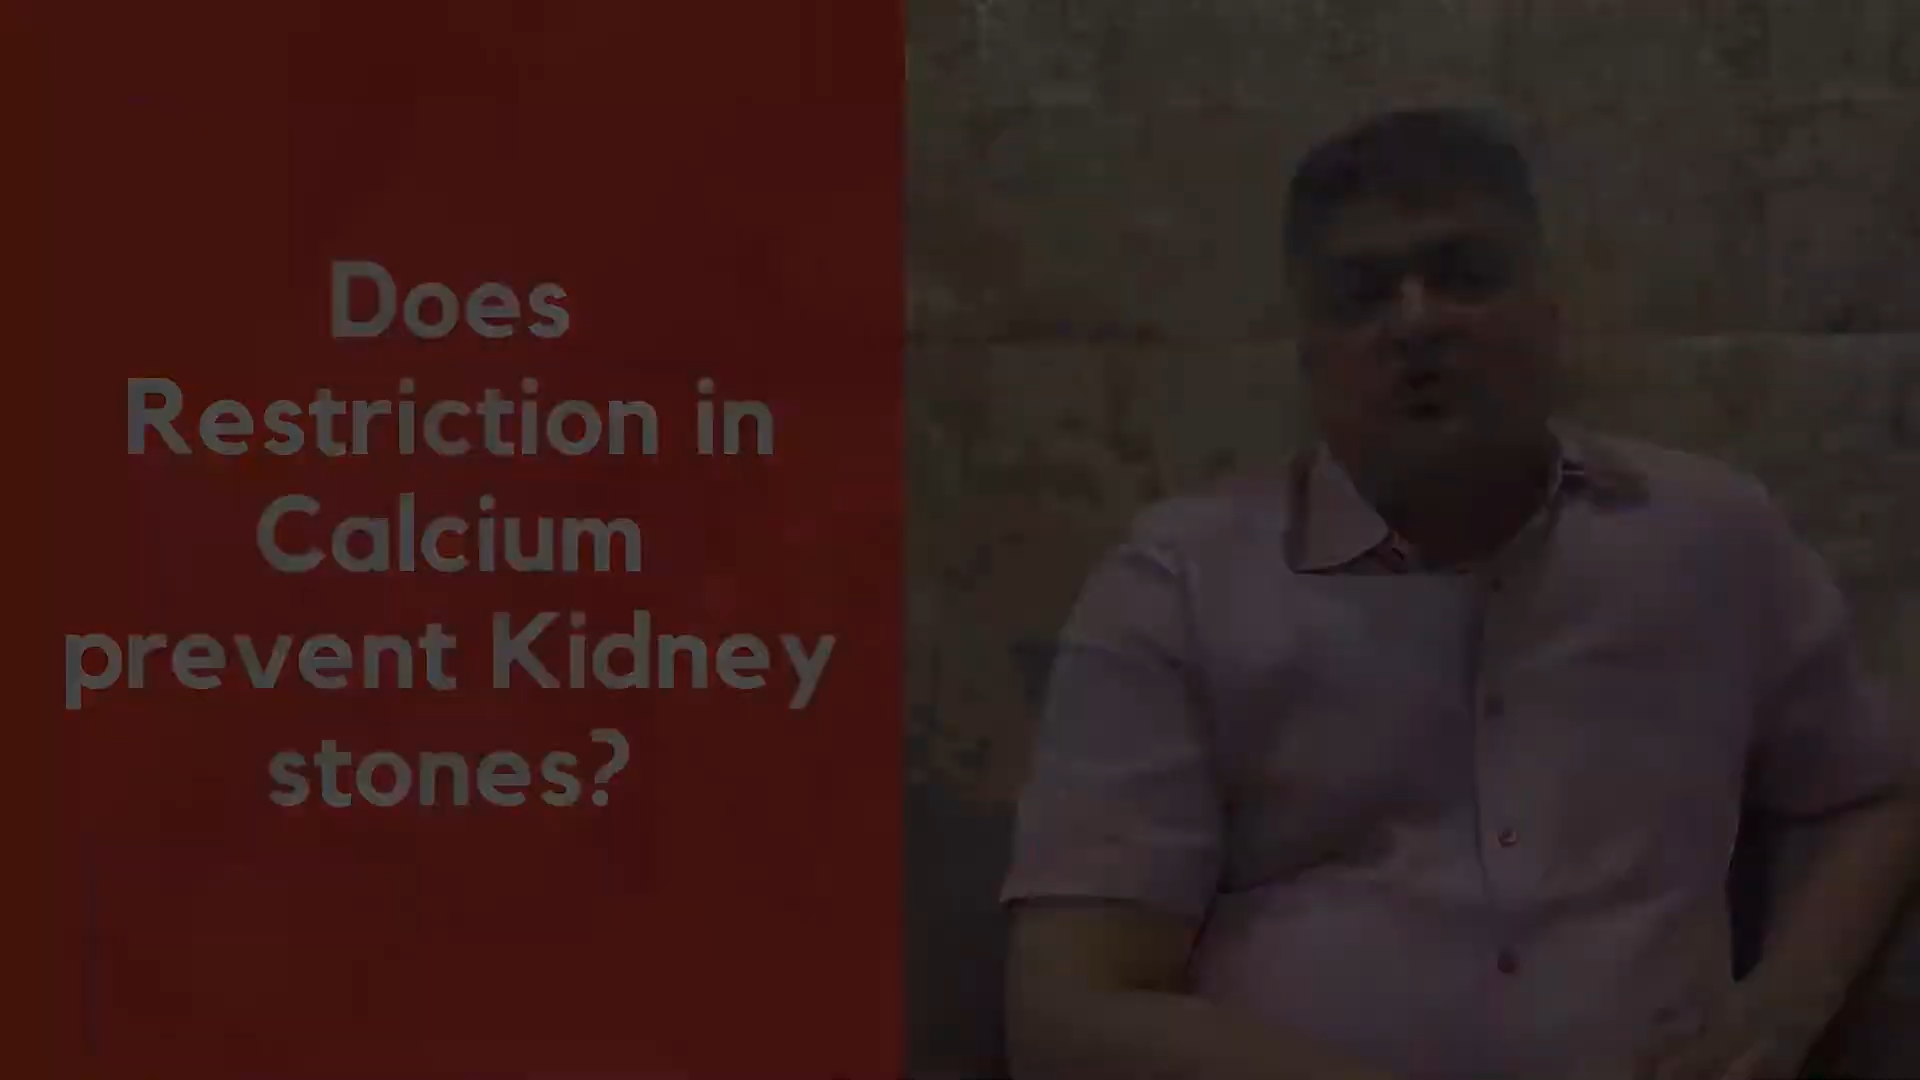 Does
Restriction in
Calcium
prevent Kidney
stones?